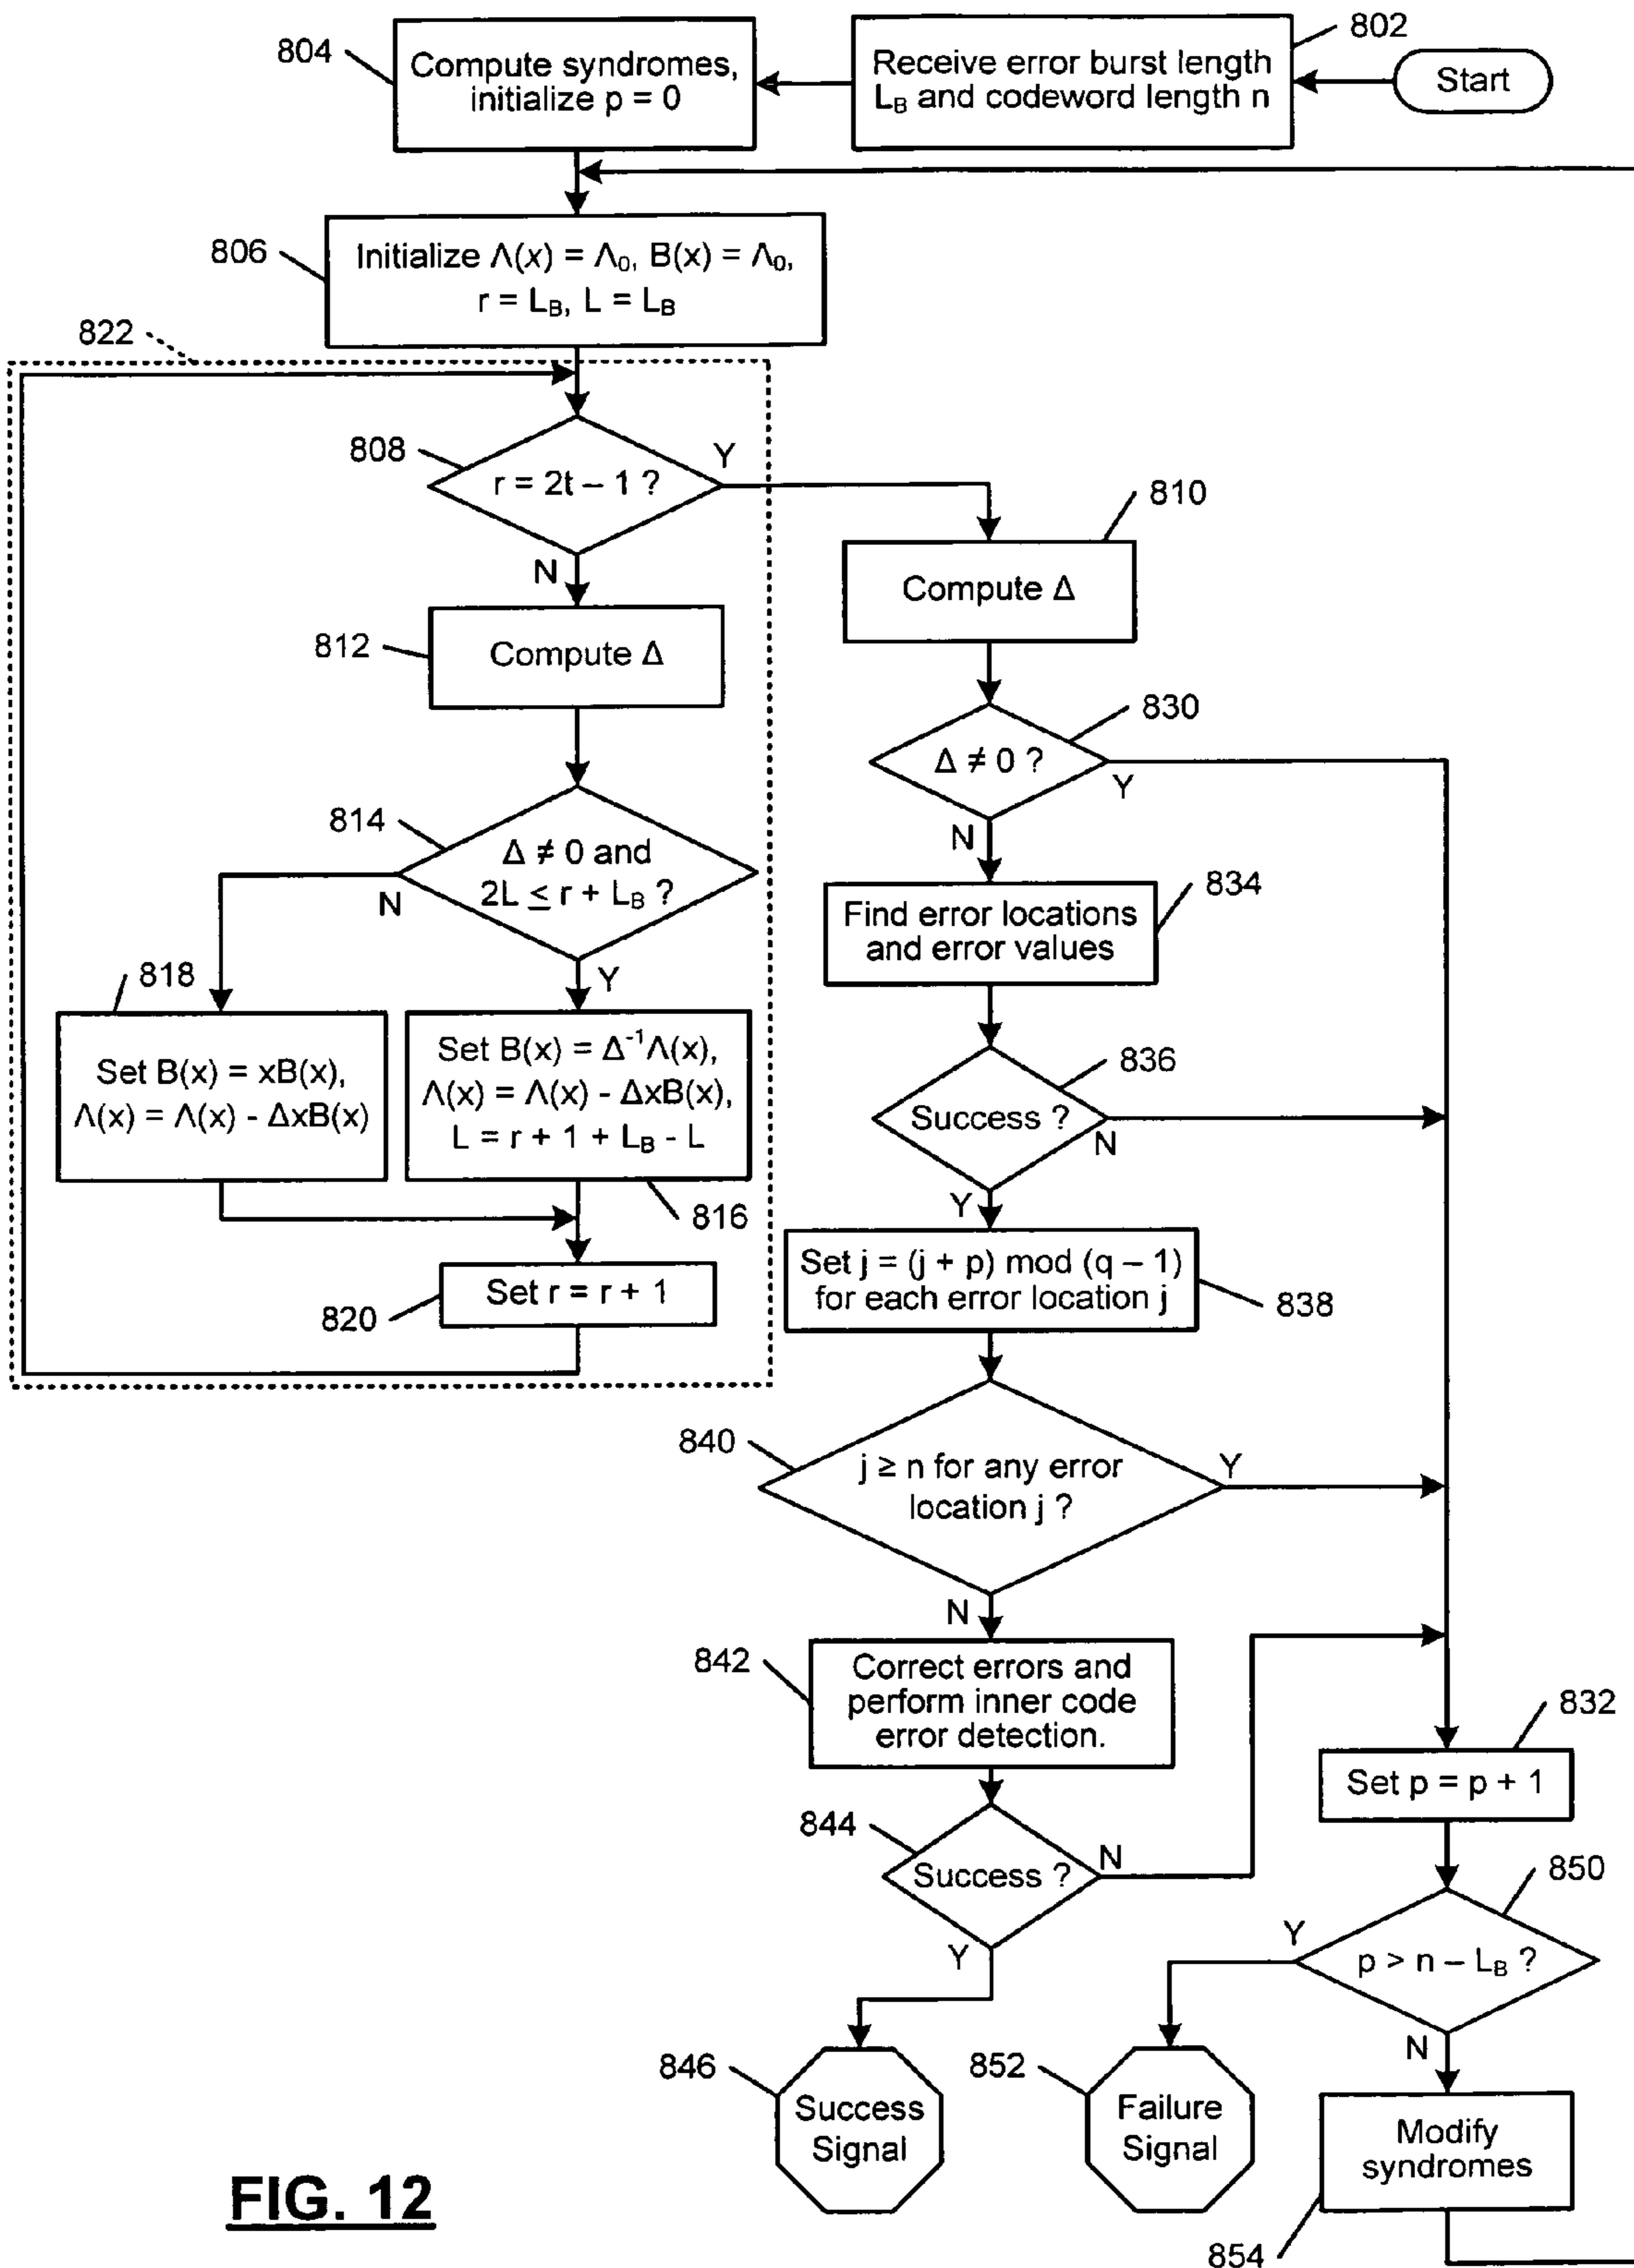 802
804
Compute syndromes,
initialize p = 0
Receive error burst length
L_B and codeword length n
Start
806
Initialize Λ(x) = Λ₀, B(x) = Λ₀,
r = L_B, L = L_B
822
808
r = 2t – 1 ?
Y
N
810
Compute Δ
812
Compute Δ
830
Δ ≠ 0 ?
Y
N
814
Δ ≠ 0 and
2L ≤ r + L_B ?
N
Y
834
Find error locations
and error values
818
Set B(x) = xB(x),
Λ(x) = Λ(x) - ΔxB(x)
Set B(x) = Δ⁻¹Λ(x),
Λ(x) = Λ(x) - ΔxB(x),
L = r + 1 + L_B - L
816
836
Success ?
N
Y
820
Set r = r + 1
Set j = (j + p) mod (q – 1)
for each error location j
838
840
j ≥ n for any error
location j ?
Y
N
842
Correct errors and
perform inner code
error detection.
832
Set p = p + 1
844
Success ?
N
Y
850
p > n – L_B ?
Y
N
846
Success
Signal
852
Failure
Signal
Modify
syndromes
854
FIG. 12